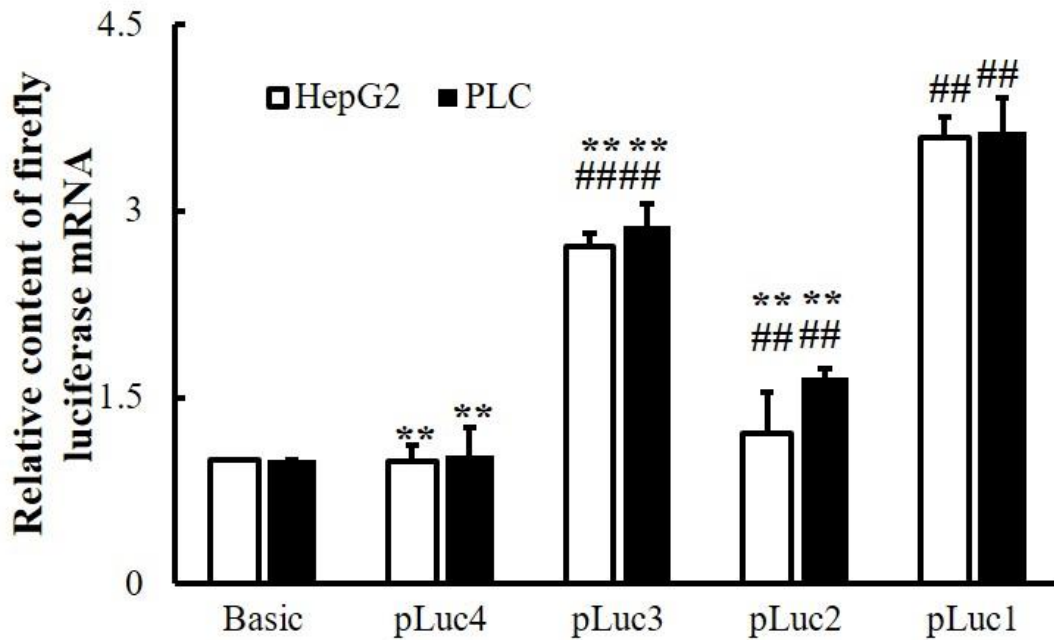 Relative content of firefly
luciferase mRNA
4.5
3
1.5
0
HepG2 PLC
** **
** ** ## ##
####
** **
## ##
## ##
Basic pLuc4 pLuc3 pLuc2 pLuc1